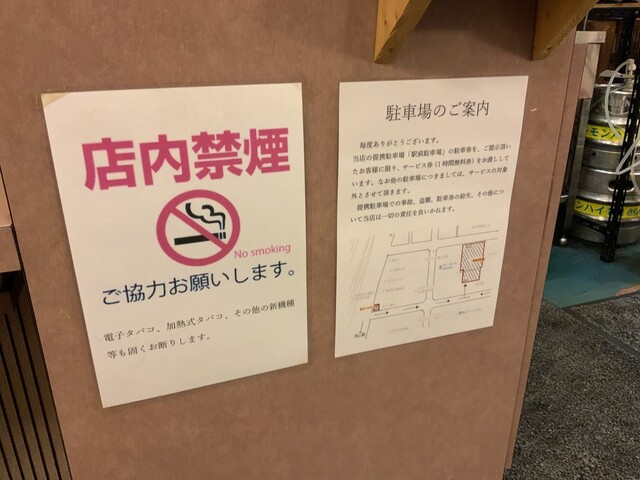 店内禁煙
No smoking
ご協力お願いします。
電子タバコ、加熱式タバコ、その他の新機種
等も固くお断りします。
駐車場のご案内
毎度ありがとうございます。
当店の提携駐車場「駅前駐車場」の駐車券を、ご提示頂い
たお客様に限り、サービス券(1時間無料券)をお渡しして
います。なお他の駐車場につきましては、サービスの対象
外とさせて頂きます。
提携駐車場での事故、盗難、駐車券の紛失、その他につ
いて当店は一切の責任を負いかねます。
レモンハ
ンハイ